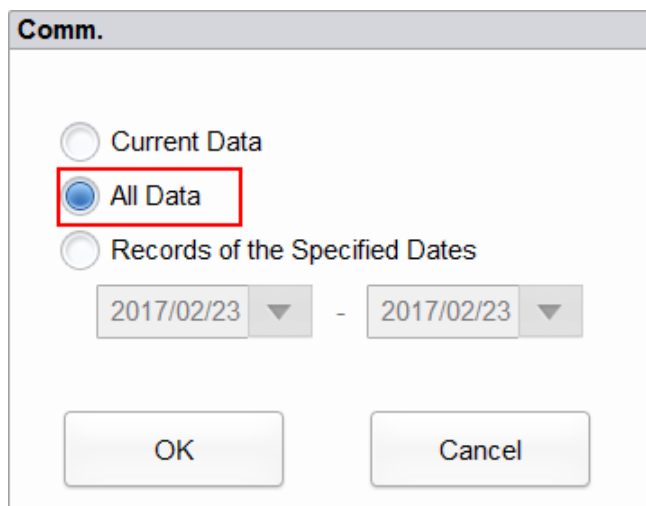 Comm.
Current Data
All Data
Records of the Specified Dates
2017/02/23 - 2017/02/23
OK Cancel